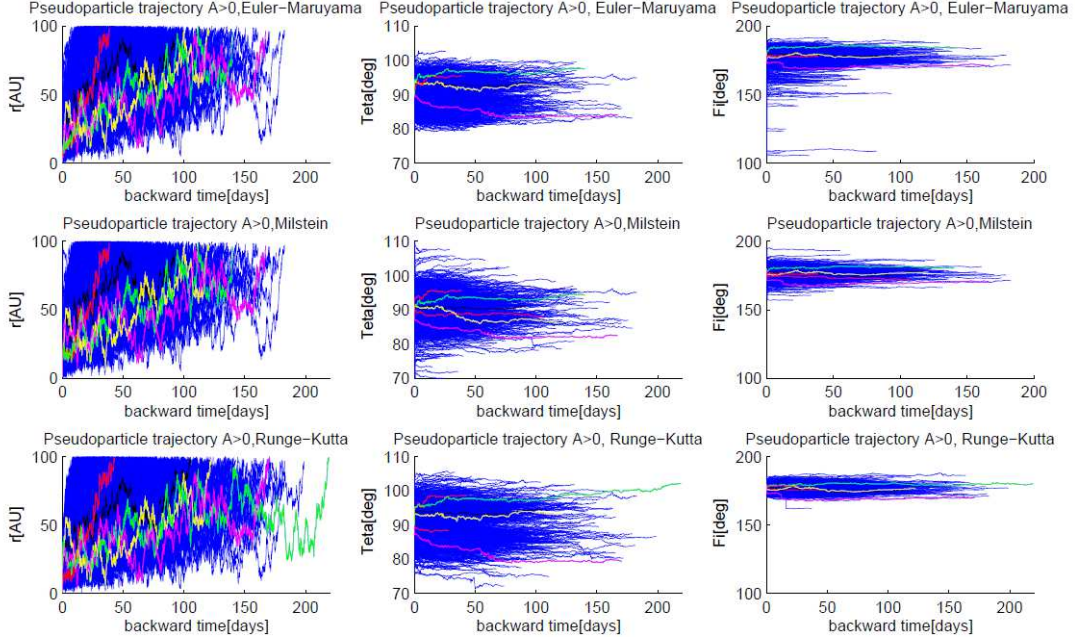 Pseudoparticle trajectory A>0,Euler−Maruyama
100
50
0
r[AU]
0 50 100 150 200
backward time[days]
Pseudoparticle trajectory A>0, Euler−Maruyama
110
100
90
80
70
Teta[deg]
0 50 100 150 200
backward time[days]
Pseudoparticle trajectory A>0, Euler−Maruyama
200
150
100
Fi[deg]
0 50 100 150 200
backward time[days]
Pseudoparticle trajectory A>0,Milstein
100
50
0
r[AU]
0 50 100 150 200
backward time[days]
Pseudoparticle trajectory A>0,Milstein
110
100
90
80
70
Teta[deg]
0 50 100 150 200
backward time[days]
Pseudoparticle trajectory A>0,Milstein
200
150
100
Fi[deg]
0 50 100 150 200
backward time[days]
Pseudoparticle trajectory A>0,Runge−Kutta
100
50
0
r[AU]
0 50 100 150 200
backward time[days]
Pseudoparticle trajectory A>0, Runge−Kutta
110
100
90
80
70
Teta[deg]
0 50 100 150 200
backward time[days]
Pseudoparticle trajectory A>0, Runge−Kutta
200
150
100
Fi[deg]
0 50 100 150 200
backward time[days]